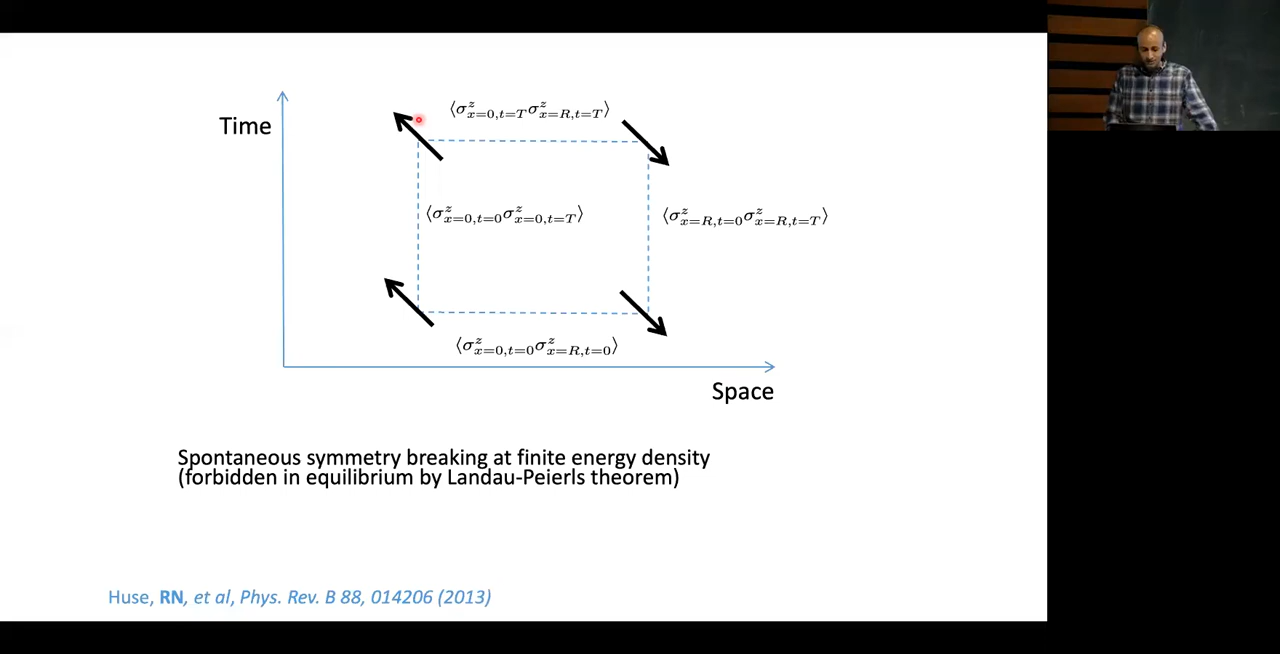 Time
⟨σ^z_{x=0,t=T} σ^z_{x=R,t=T}⟩
⟨σ^z_{x=0,t=0} σ^z_{x=0,t=T}⟩
⟨σ^z_{x=R,t=0} σ^z_{x=R,t=T}⟩
⟨σ^z_{x=0,t=0} σ^z_{x=R,t=0}⟩
Space
Spontaneous symmetry breaking at finite energy density
(forbidden in equilibrium by Landau-Peierls theorem)
Huse, RN, et al, Phys. Rev. B 88, 014206 (2013)